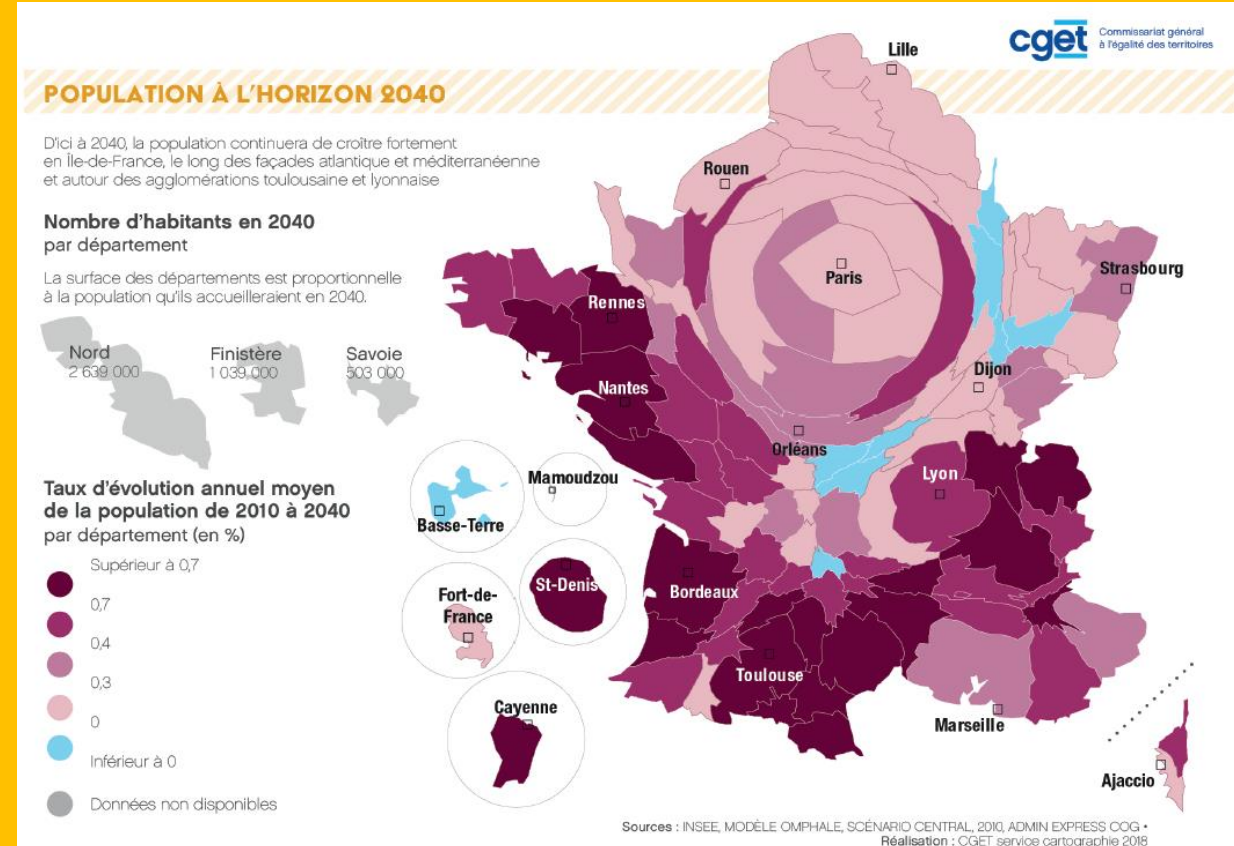 cget
Commissariat général
à l'égalité des territoires
POPULATION À L'HORIZON 2040
D'ici à 2040, la population continuera de croître fortement
en Île-de-France, le long des façades atlantique et méditerranéenne
et autour des agglomérations toulousaine et lyonnaise
Nombre d'habitants en 2040
par département
La surface des départements est proportionnelle
à la population qu'ils accueilleraient en 2040.
Nord
2 639 000
Finistère
1 039 000
Savoie
503 000
Taux d'évolution annuel moyen
de la population de 2010 à 2040
par département (en %)
Supérieur à 0,7
0,7
0,4
0,3
0
Inférieur à 0
Données non disponibles
Lille
Rouen
Paris
Strasbourg
Rennes
Nantes
Dijon
Orléans
Lyon
Mamoudzou
Basse-Terre
St-Denis
Bordeaux
Fort-de-
France
Toulouse
Cayenne
Marseille
Ajaccio
Sources : INSEE, MODÈLE OMPHALE, SCÉNARIO CENTRAL, 2010, ADMIN EXPRESS COG •
Réalisation : CGET service cartographie 2018